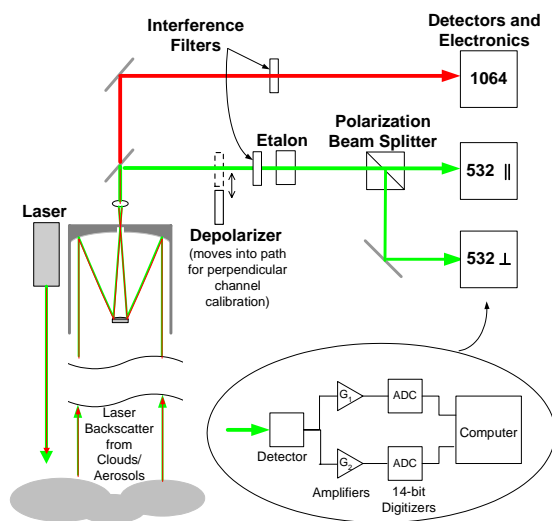 Interference
Filters
Detectors and
Electronics
1064
Polarization
Beam Splitter
Etalon
532 ||
Laser
Depolarizer
(moves into path
for perpendicular
channel
calibration)
532 ⊥
Laser
Backscatter
from
Clouds/
Aerosols
G1
ADC
Computer
Detector
G2
ADC
Amplifiers
14-bit
Digitizers